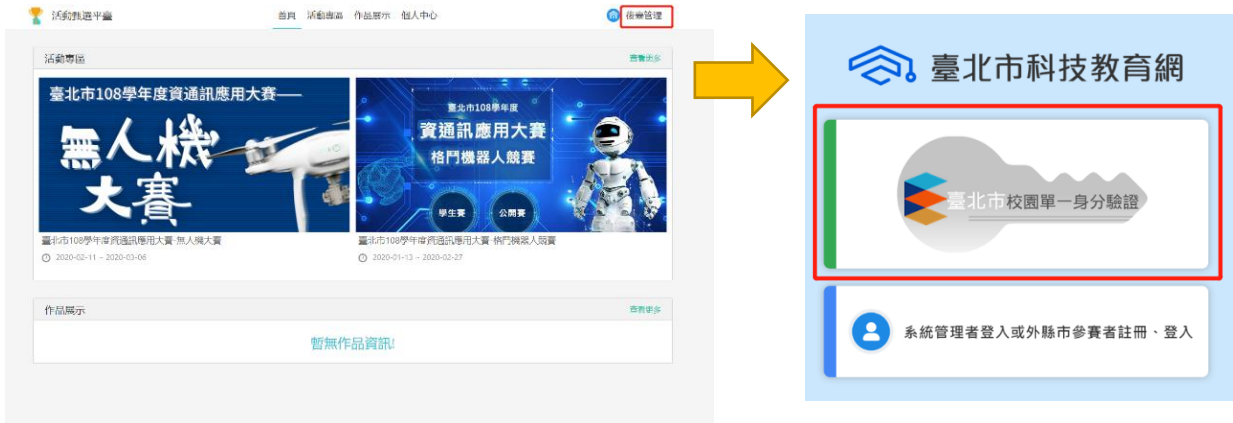 活動甄選平臺
首頁 活動專區 作品展示 個人中心
後臺管理
活動專區
查看更多
臺北市108學年度資通訊應用大賽——
無人機
大賽
臺北市108學年度
資通訊應用大賽
格鬥機器人競賽
學生賽
公開賽
臺北市108學年度資通訊應用大賽-無人機大賽
2020-02-11 ~ 2020-03-06
臺北市108學年度資通訊應用大賽-格鬥機器人競賽
2020-01-13 ~ 2020-02-27
作品展示
查看更多
暫無作品資訊!
臺北市科技教育網
臺北市校園單一身分驗證
系統管理者登入或外縣市參賽者註冊、登入